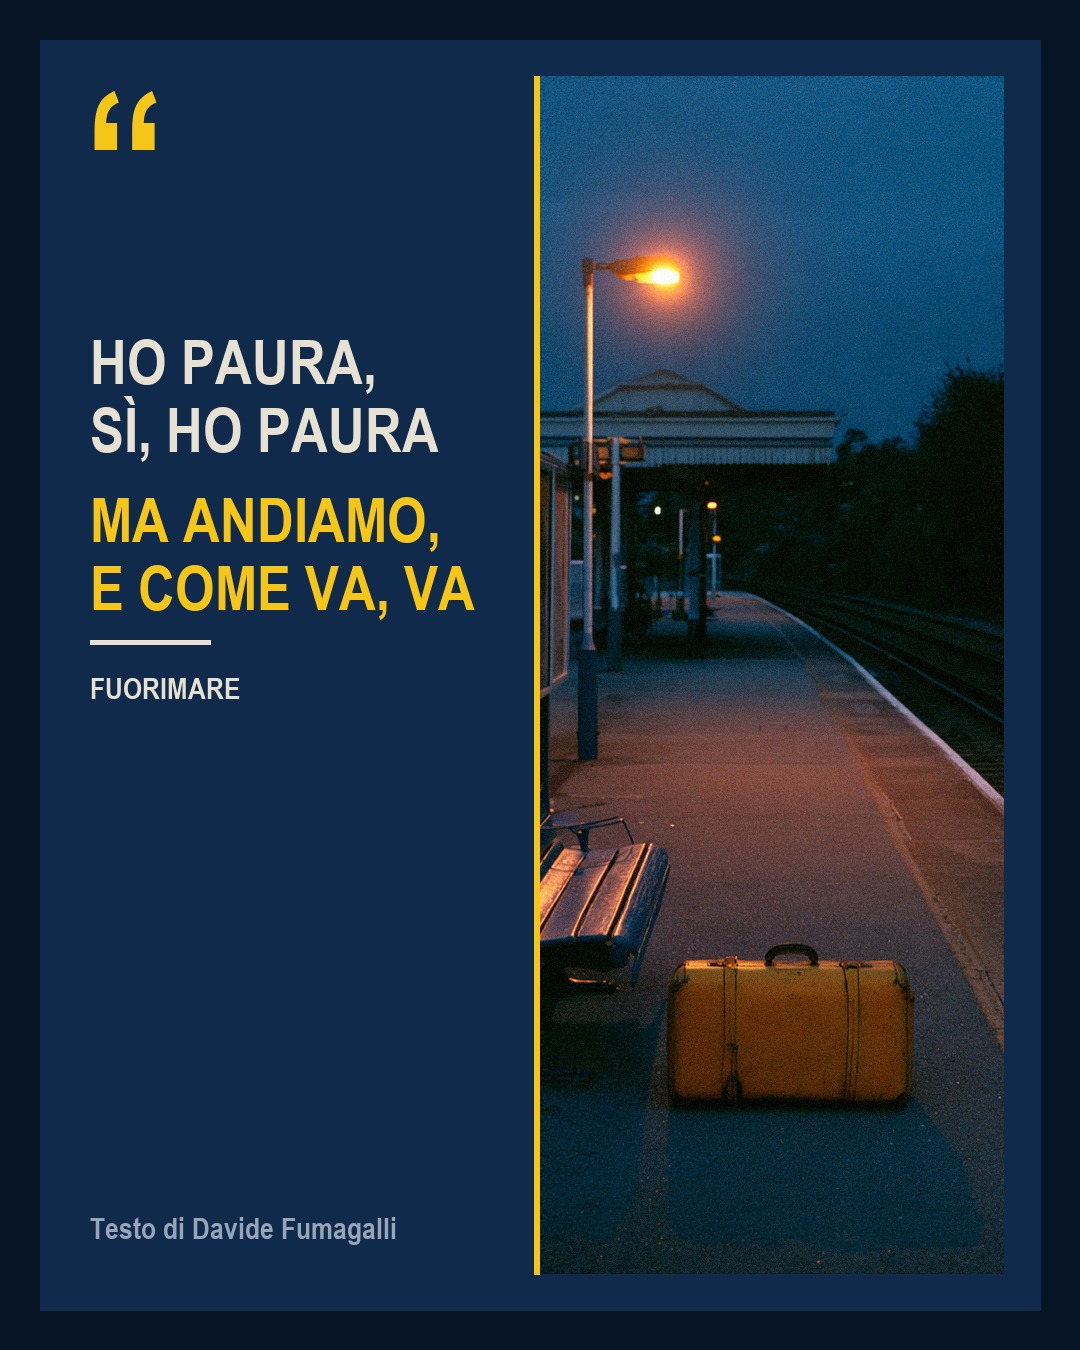 “
HO PAURA,
SÌ, HO PAURA
MA ANDIAMO,
E COME VA, VA
FUORIMARE
Testo di Davide Fumagalli